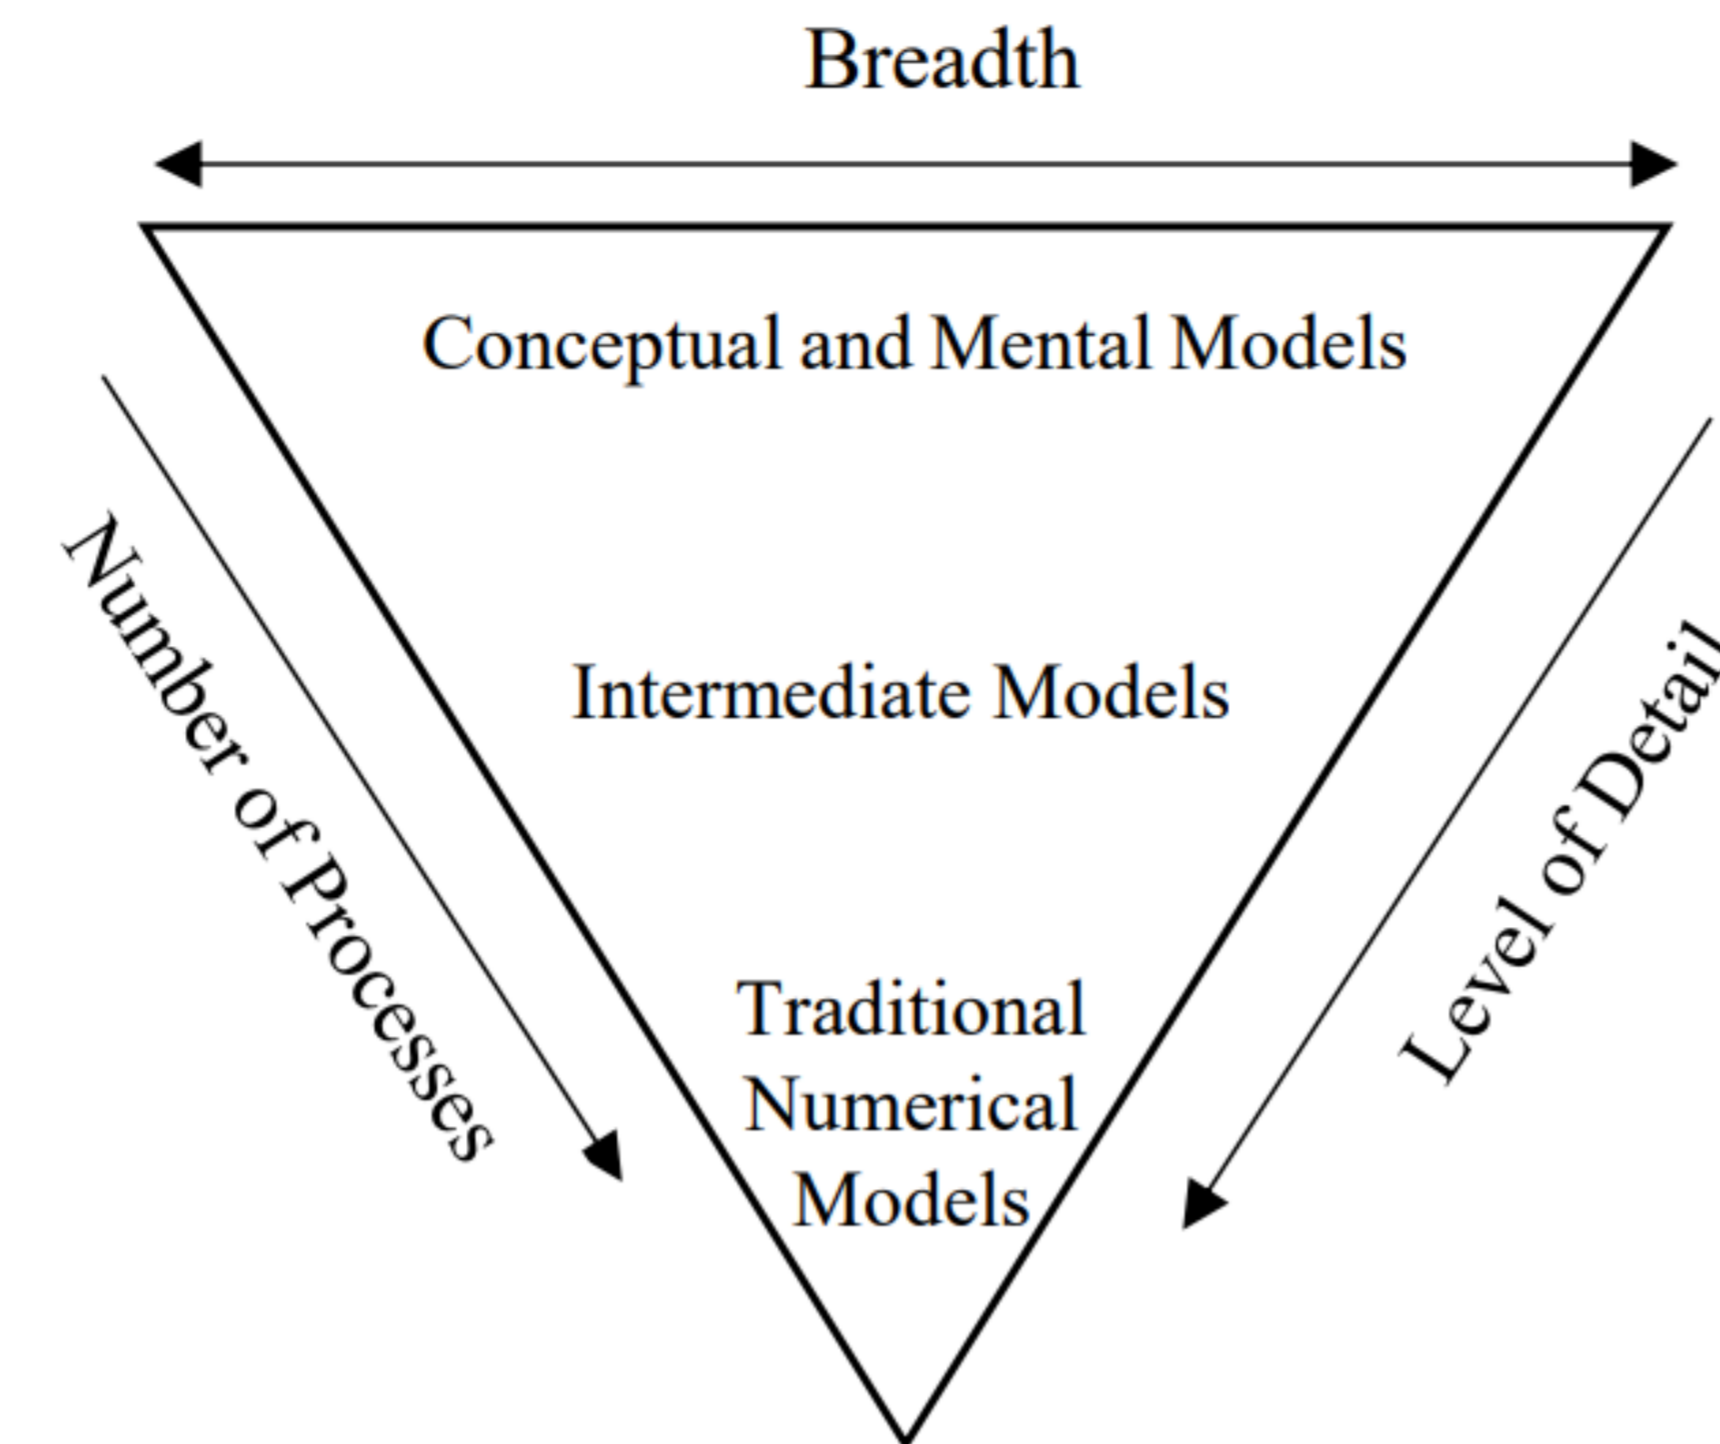 Breadth
Conceptual and Mental Models
Number of Processes
Intermediate Models
Level of Detail
Traditional
Numerical
Models